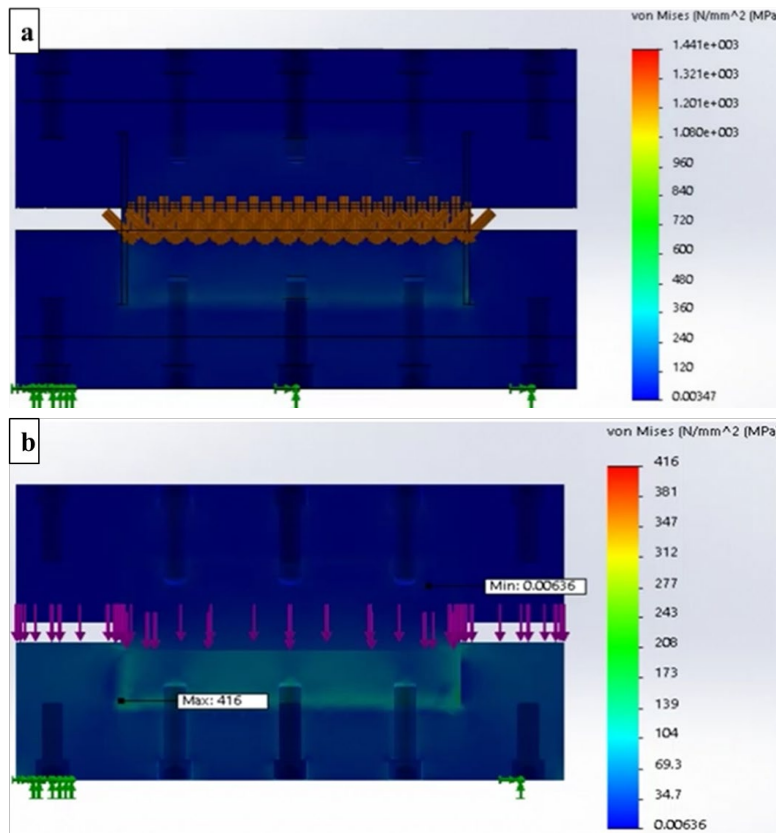 a
von Mises (N/mm^2 (MPa
1.441e+003
1.321e+003
1.201e+003
1.080e+003
960
840
720
600
480
360
240
120
0.00347
b
von Mises (N/mm^2 (MPa
416
381
347
312
277
243
208
173
139
104
69.3
34.7
0.00636
Min: 0.00636
Max: 416